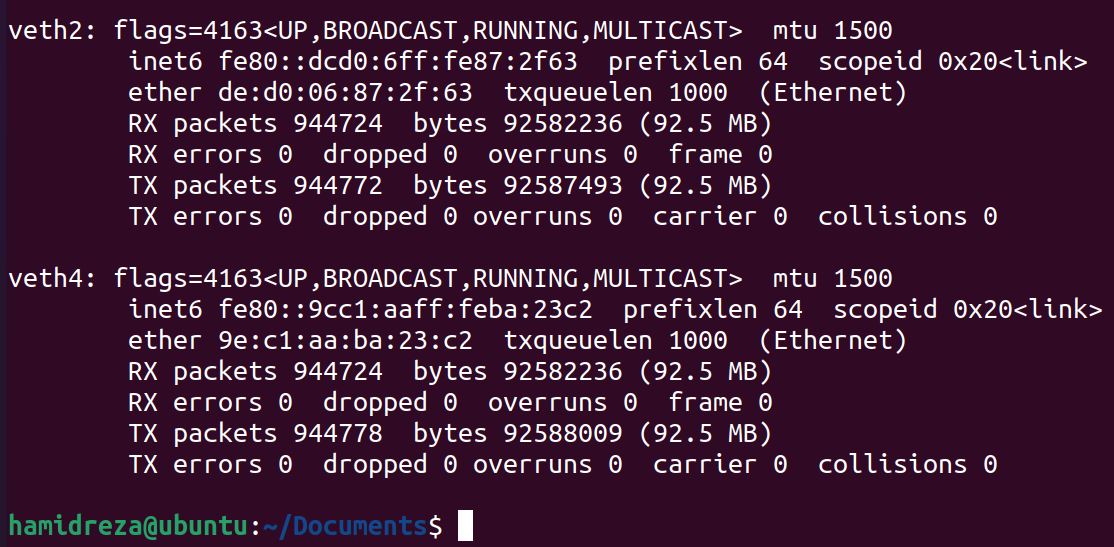 veth2: flags=4163<UP,BROADCAST,RUNNING,MULTICAST>  mtu 1500
        inet6 fe80::dcd0:6ff:fe87:2f63  prefixlen 64  scopeid 0x20<link>
        ether de:d0:06:87:2f:63  txqueuelen 1000  (Ethernet)
        RX packets 944724  bytes 92582236 (92.5 MB)
        RX errors 0  dropped 0  overruns 0  frame 0
        TX packets 944772  bytes 92587493 (92.5 MB)
        TX errors 0  dropped 0 overruns 0  carrier 0  collisions 0

veth4: flags=4163<UP,BROADCAST,RUNNING,MULTICAST>  mtu 1500
        inet6 fe80::9cc1:aaff:feba:23c2  prefixlen 64  scopeid 0x20<link>
        ether 9e:c1:aa:ba:23:c2  txqueuelen 1000  (Ethernet)
        RX packets 944724  bytes 92582236 (92.5 MB)
        RX errors 0  dropped 0  overruns 0  frame 0
        TX packets 944778  bytes 92588009 (92.5 MB)
        TX errors 0  dropped 0 overruns 0  carrier 0  collisions 0

hamidreza@ubuntu:~/Documents$